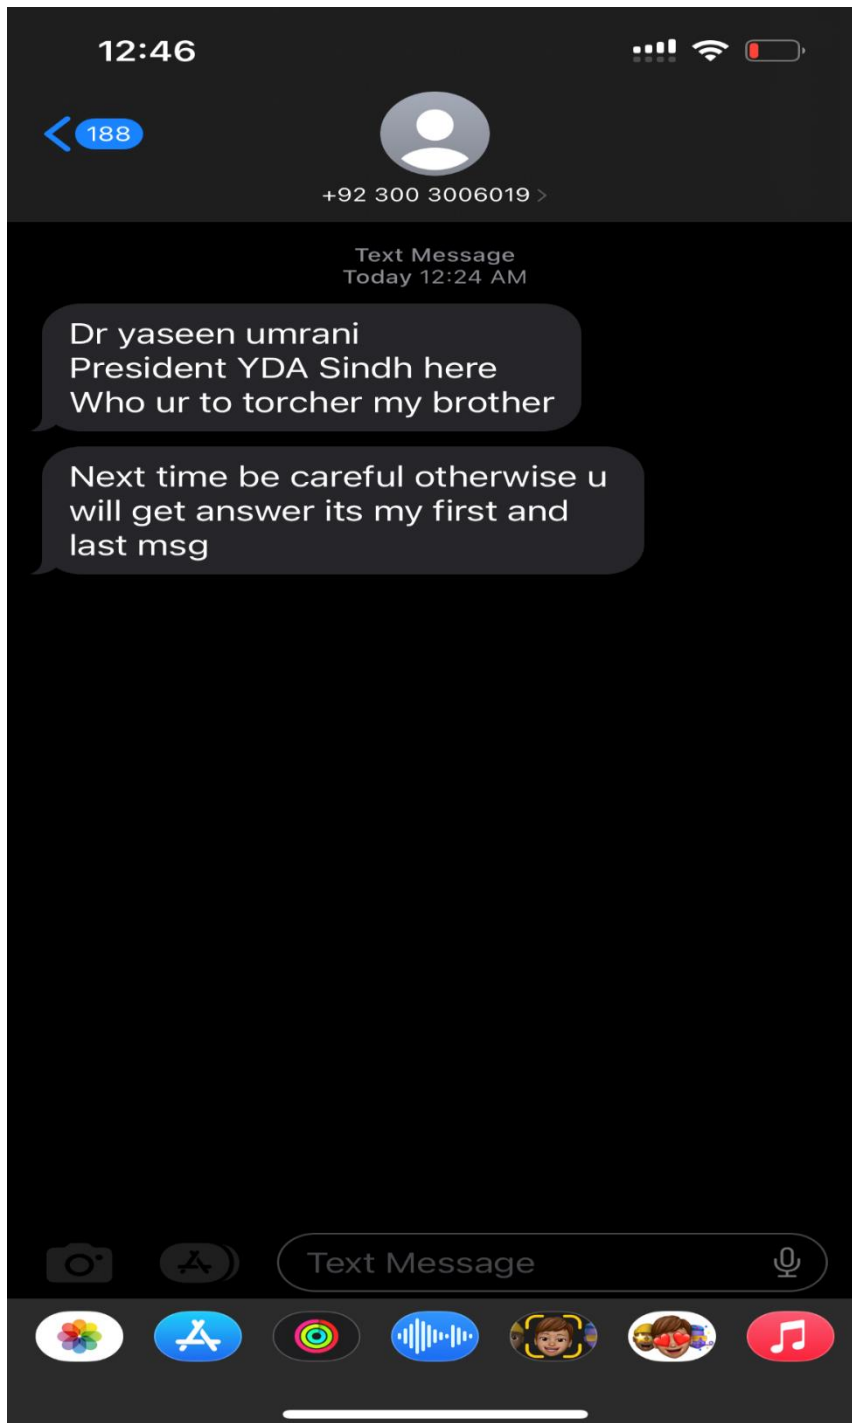 12:46
188
+92 300 3006019 >
Text Message
Today 12:24 AM
Dr yaseen umrani
President YDA Sindh here
Who ur to torcher my brother
Next time be careful otherwise u
will get answer its my first and
last msg
Text Message